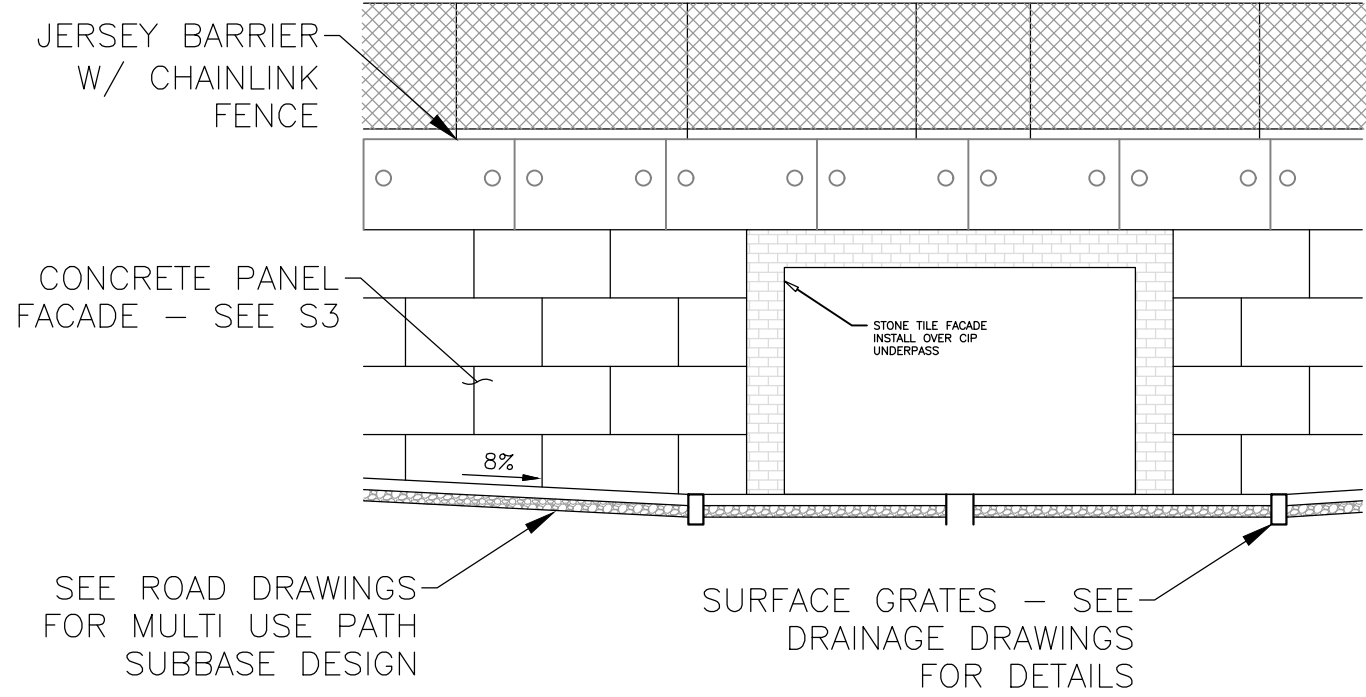 JERSEY BARRIER
W/ CHAINLINK
FENCE
CONCRETE PANEL
FACADE – SEE S3
STONE TILE FACADE
INSTALL OVER CIP
UNDERPASS
8%
SEE ROAD DRAWINGS
FOR MULTI USE PATH
SUBBASE DESIGN
SURFACE GRATES – SEE
DRAINAGE DRAWINGS
FOR DETAILS